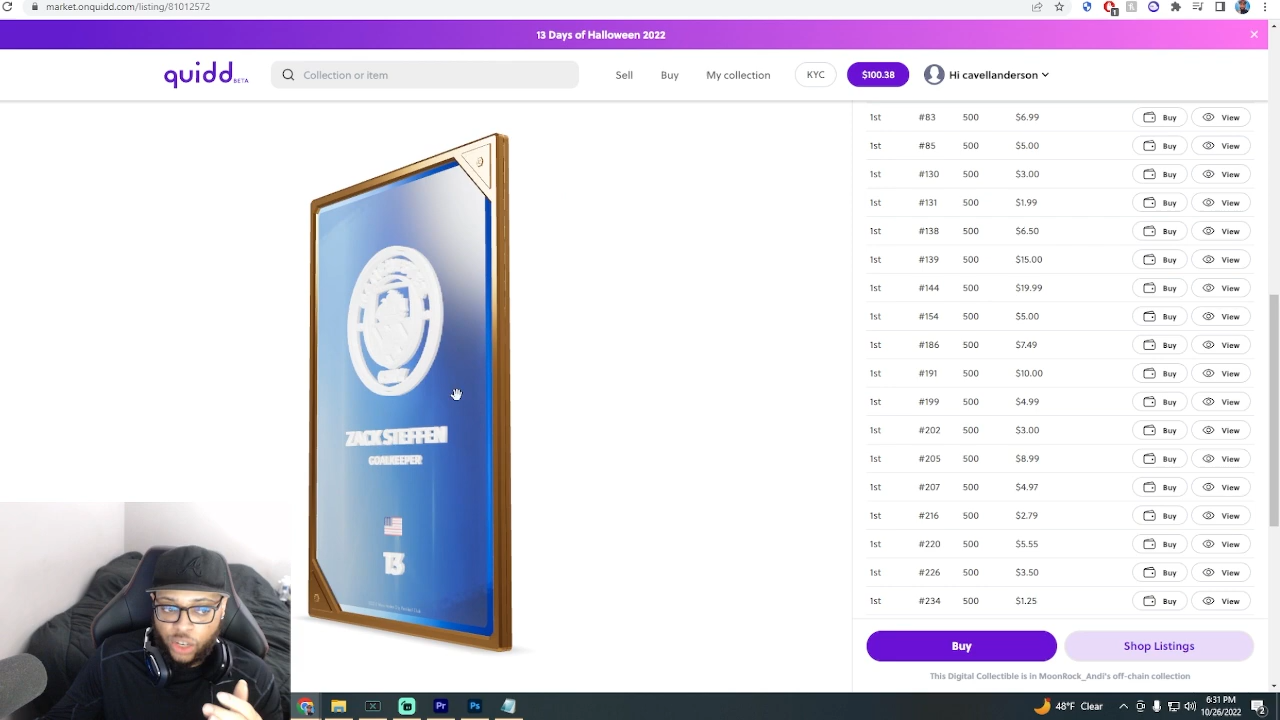 market.onquidd.com/listing/81012572
13 Days of Halloween 2022
quidd BETA
Collection or item
Sell Buy My collection KYC $100.38 Hi cavellanderson
1st #83 500 $6.99 Buy View
1st #85 500 $5.00 Buy View
1st #130 500 $3.00 Buy View
1st #131 500 $1.99 Buy View
1st #138 500 $6.50 Buy View
1st #139 500 $15.00 Buy View
1st #144 500 $19.99 Buy View
1st #154 500 $5.00 Buy View
1st #186 500 $7.49 Buy View
1st #191 500 $10.00 Buy View
1st #199 500 $4.99 Buy View
1st #202 500 $3.00 Buy View
1st #205 500 $8.99 Buy View
1st #207 500 $4.97 Buy View
1st #216 500 $2.79 Buy View
1st #220 500 $5.55 Buy View
1st #226 500 $3.50 Buy View
1st #234 500 $1.25 Buy View
Buy Shop Listings
This Digital Collectible is in MoonRock_Andi's off-chain collection
ZACK STEFFEN
GOALKEEPER
13
Pr Ps
48°F Clear
6:31 PM
10/26/2022
2